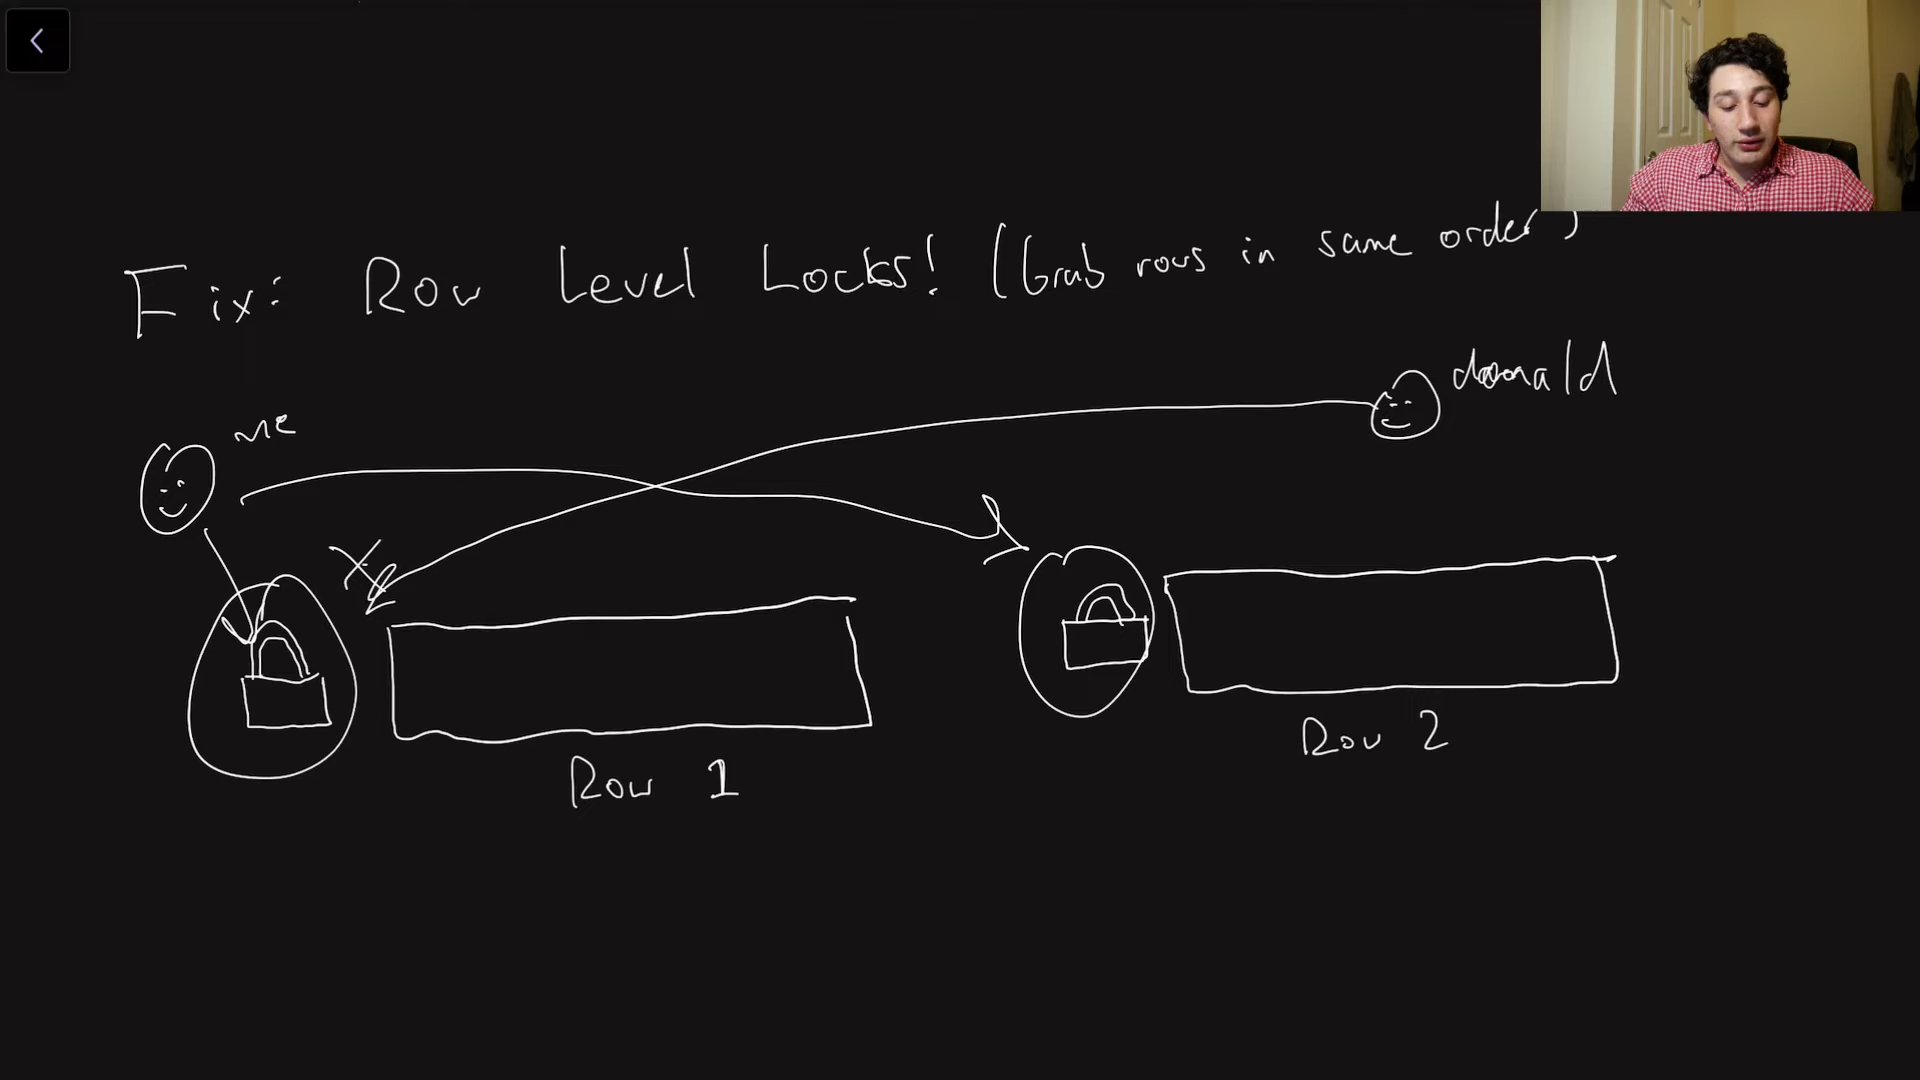 Fix: Row Level Locks! (Grab rows in same order)
donald
me
Row 2
Row 1